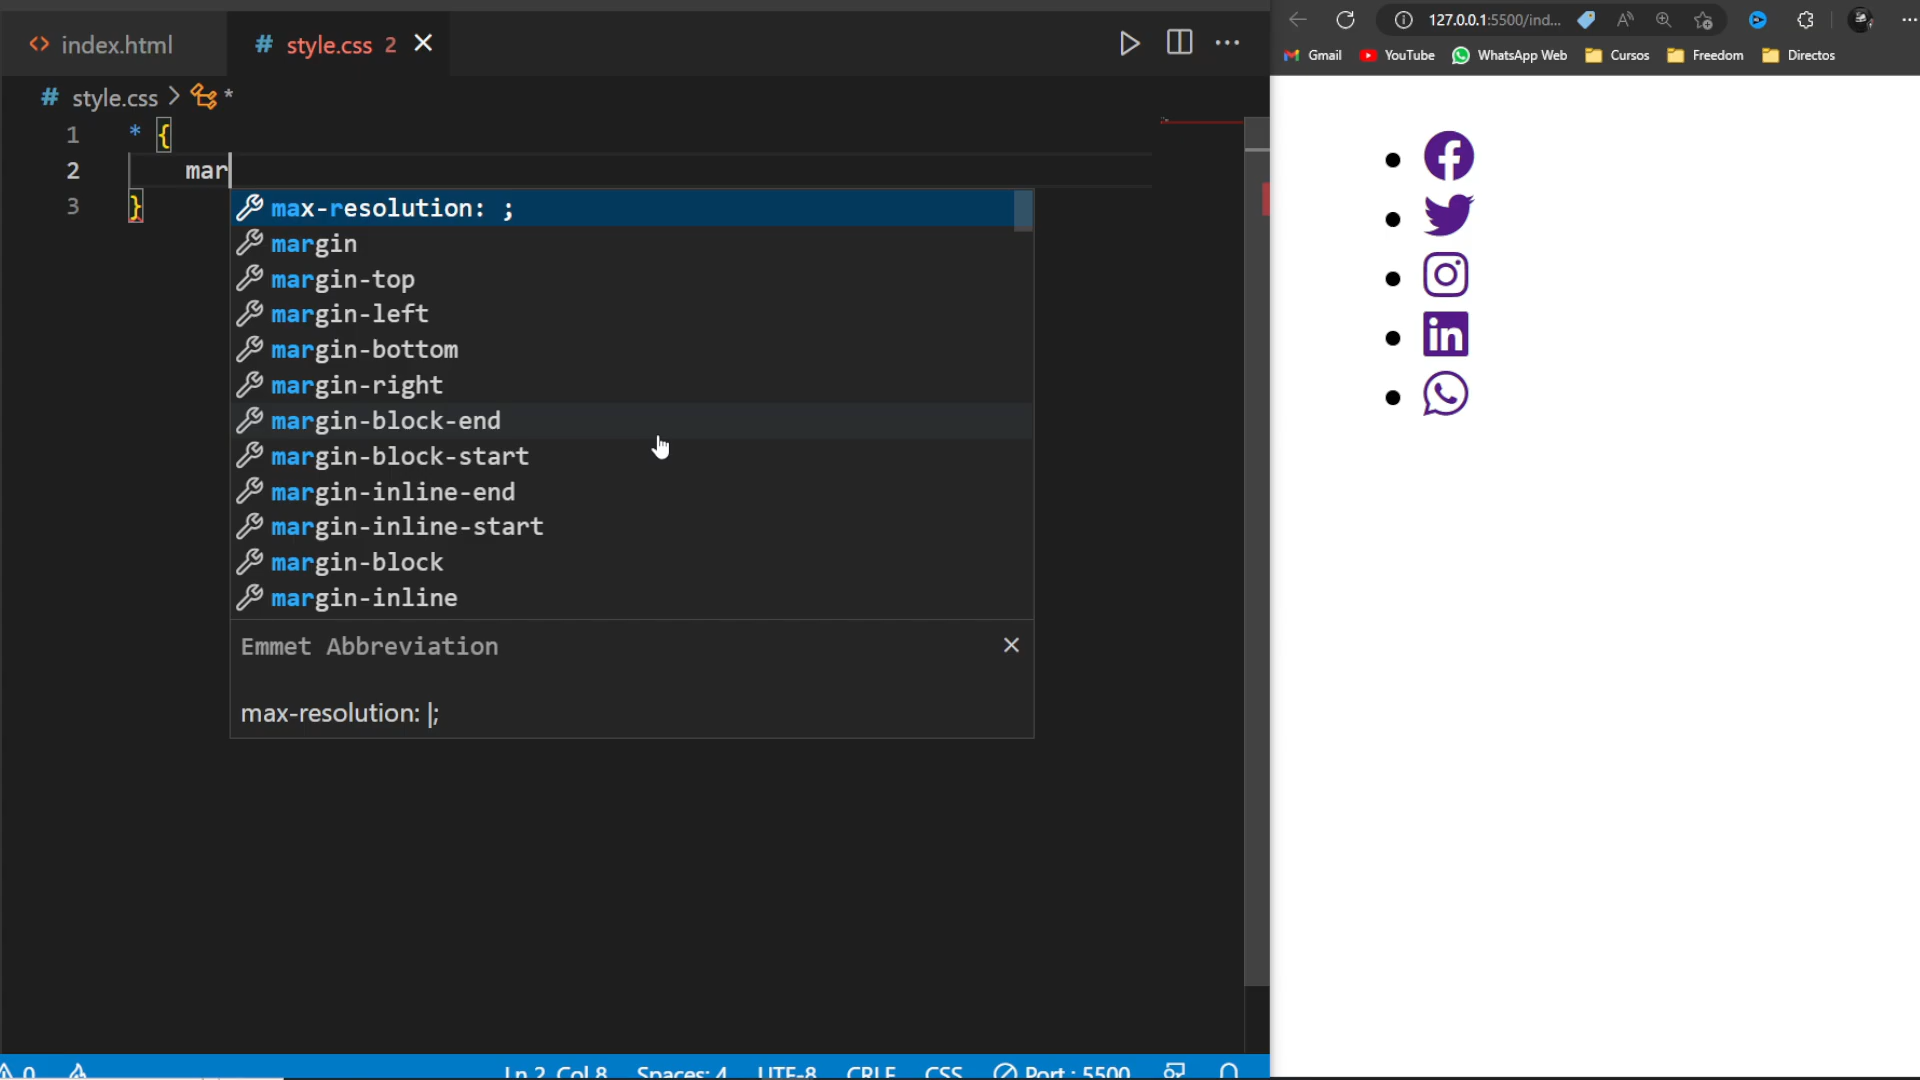 index.html
# style.css 2
127.0.0.1:5500/ind...
Gmail YouTube WhatsApp Web Cursos Freedom Directos
# style.css > *
1 * {
2 mar
3 }
max-resolution: ;
margin
margin-top
margin-left
margin-bottom
margin-right
margin-block-end
margin-block-start
margin-inline-end
margin-inline-start
margin-block
margin-inline
Emmet Abbreviation
max-resolution: |;
0 Ln 2, Col 8 Spaces: 4 UTF-8 CRLF CSS Port : 5500